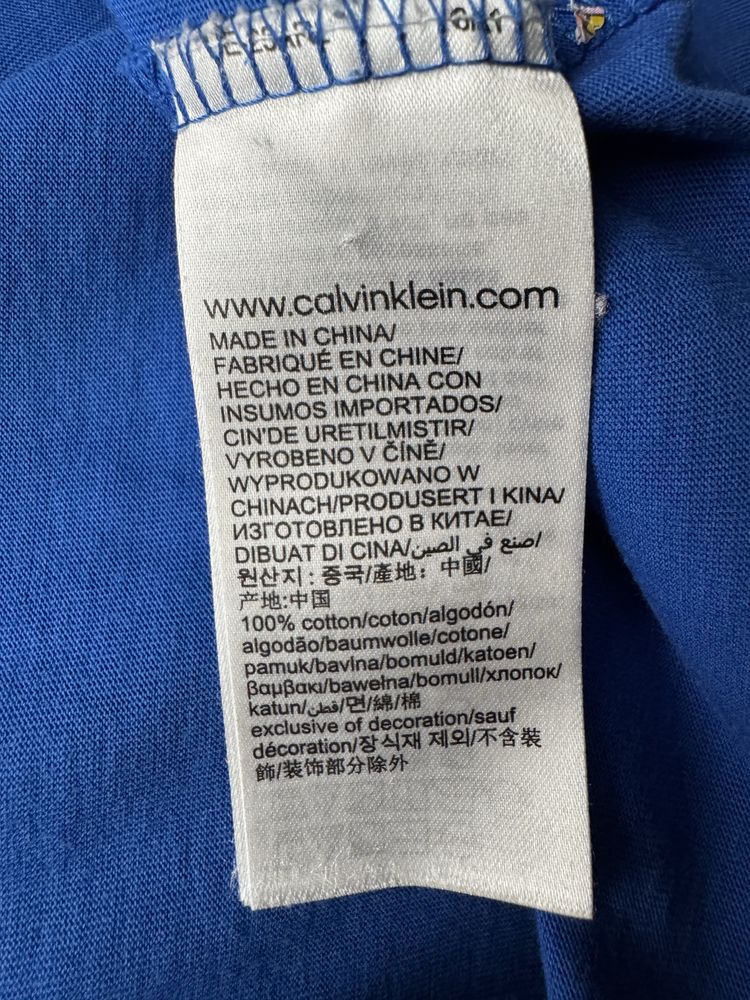 www.calvinklein.com
MADE IN CHINA/
FABRIQUÉ EN CHINE/
HECHO EN CHINA CON
INSUMOS IMPORTADOS/
CIN'DE URETILMISTIR/
VYROBENO V ČÍNĚ/
WYPRODUKOWANO W
CHINACH/PRODUSERT I KINA/
ИЗГОТОВЛЕНО В КИТАЕ/
DIBUAT DI CINA/صنع في الصين/
원산지 : 중국/產地: 中國/
产地:中国
100% cotton/coton/algodón/
algodão/baumwolle/cotone/
pamuk/bavlna/bomuld/katoen/
βαμβακι/bawełna/bomull/хлопок/
katun/قطن/면/綿/棉
exclusive of decoration/sauf
décoration/장식재 제외/不含裝
飾/装饰部分除外